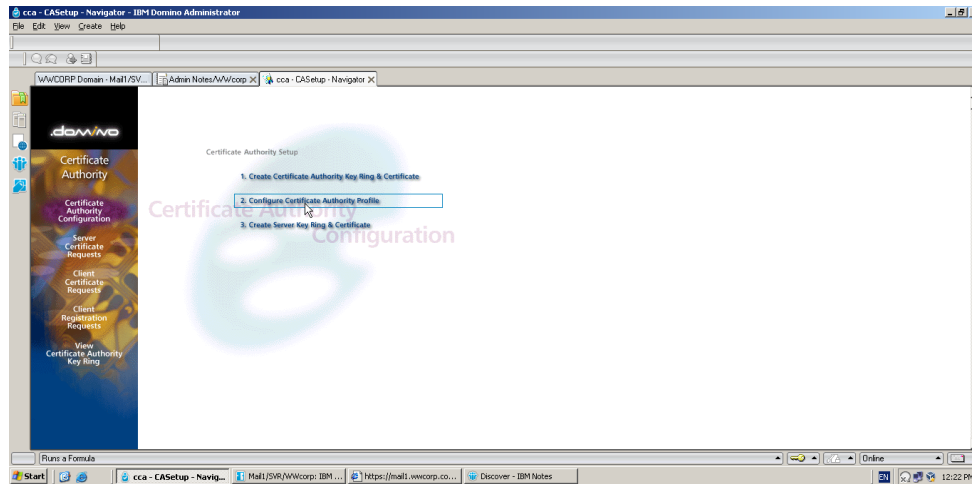 cca - CASetup - Navigator - IBM Domino Administrator
File Edit View Create Help
WWCORP Domain - Mail1/SV...
Admin Notes/WWcorp
cca - CASetup - Navigator
.domino
Certificate
Authority
Certificate
Authority
Configuration
Server
Certificate
Requests
Client
Certificate
Requests
Client
Registration
Requests
View
Certificate Authority
Key Ring
Certificate Authority Setup
1. Create Certificate Authority Key Ring & Certificate
2. Configure Certificate Authority Profile
3. Create Server Key Ring & Certificate
Certificate Authority
Configuration
Runs a Formula
Online
Start
cca - CASetup - Navig...
Mail1/SVR/WWcorp: IBM ...
https://mail1.wwcorp.co...
Discover - IBM Notes
EN
12:22 PM